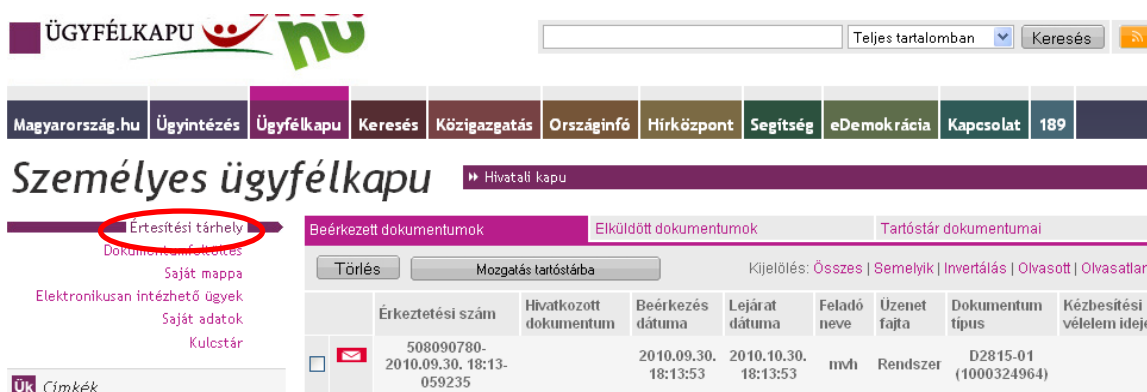 ÜGYFÉLKAPU
hu
Teljes tartalomban Keresés
Magyarország.hu Ügyintézés Ügyfélkapu Keresés Közigazgatás Országinfó Hírközpont Segítség eDemokrácia Kapcsolat 189
Személyes ügyfélkapu
Hivatali kapu
Értesítési tárhely
Dokumentumfeltöltés
Saját mappa
Elektronikusan intézhető ügyek
Saját adatok
Kulcstár
Ük Címkék
Beérkezett dokumentumok Elküldött dokumentumok Tartóstár dokumentumai
Törlés Mozgatás tartóstárba Kijelölés: Összes | Semelyik | Invertálás | Olvasott | Olvasatlan
Érkeztetési szám Hivatkozott dokumentum Beérkezés dátuma Lejárat dátuma Feladó neve Üzenet fajta Dokumentum típus Kézbesítési vélelem ideje
508090780-
2010.09.30. 18:13-
059235
2010.09.30.
18:13:53
2010.10.30.
18:13:53
mvh
Rendszer
D2815-01
(1000324964)